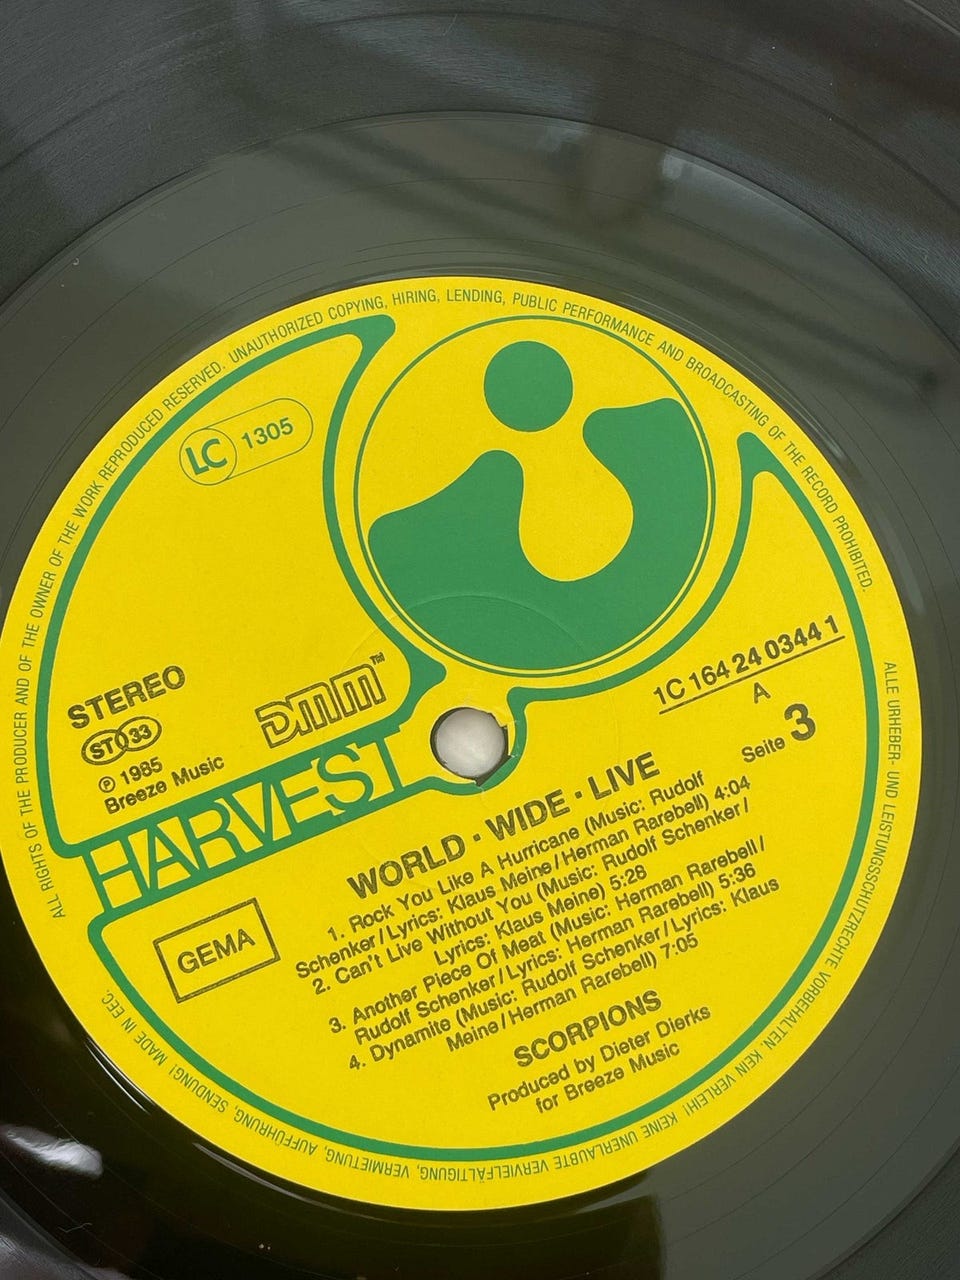 ALL RIGHTS OF THE PRODUCER AND OF THE OWNER OF THE WORK REPRODUCED RESERVED. UNAUTHORIZED COPYING, HIRING, LENDING, PUBLIC PERFORMANCE AND BROADCASTING OF THE RECORD PROHIBITED.
LC 1305
STEREO
ST 33
DMM™
℗ 1985
Breeze Music
HARVEST
1C 164 24 0344 1
A
Seite 3
GEMA
WORLD · WIDE · LIVE
1. Rock You Like A Hurricane (Music: Rudolf
Schenker/Lyrics: Klaus Meine/Herman Rarebell) 4:04
2. Can't Live Without You (Music: Rudolf Schenker/
Lyrics: Klaus Meine) 5:28
3. Another Piece Of Meat (Music: Herman Rarebell/
Rudolf Schenker/Lyrics: Herman Rarebell) 5:36
4. Dynamite (Music: Rudolf Schenker/Lyrics: Klaus
Meine/Herman Rarebell) 7:05
SCORPIONS
Produced by Dieter Dierks
for Breeze Music
ALLE URHEBER- UND LEISTUNGSSCHUTZRECHTE VORBEHALTEN. KEIN VERLEIH! KEINE UNERLAUBTE VERVIELFÄLTIGUNG, VERMIETUNG, AUFFÜHRUNG, SENDUNG! MADE IN EEC.